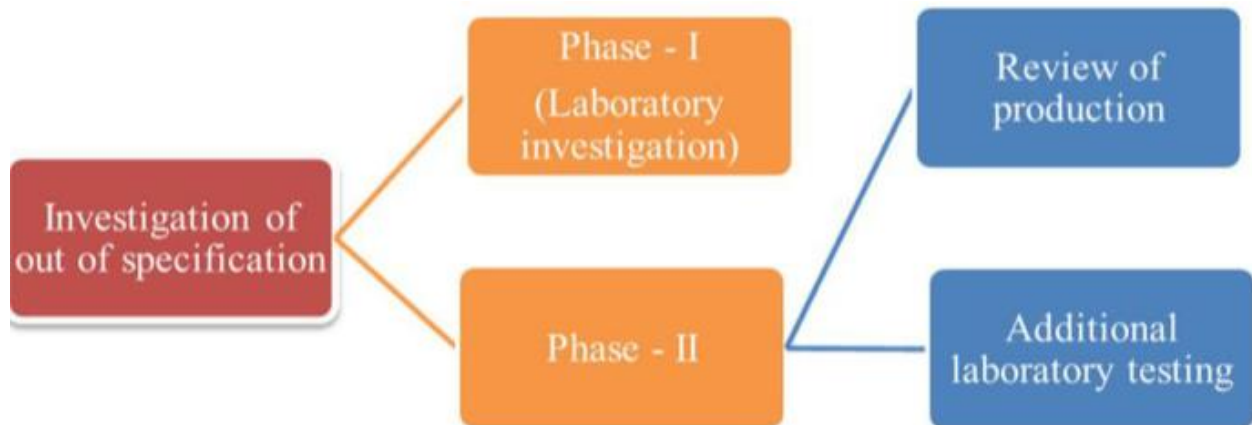 Investigation of
out of specification
Phase - I
(Laboratory
investigation)
Phase - II
Review of
production
Additional
laboratory testing